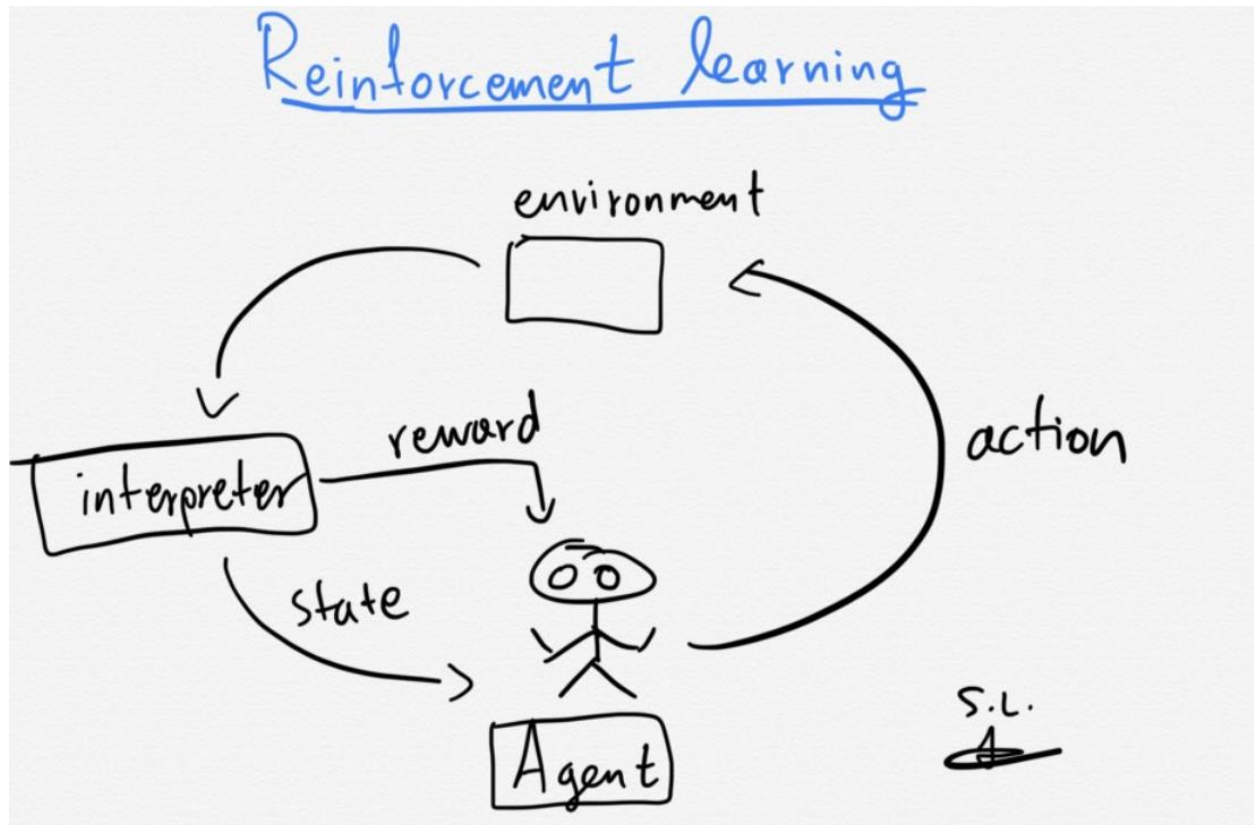 Reinforcement learning
environment
reward
action
interpreter
state
Agent
S.L.